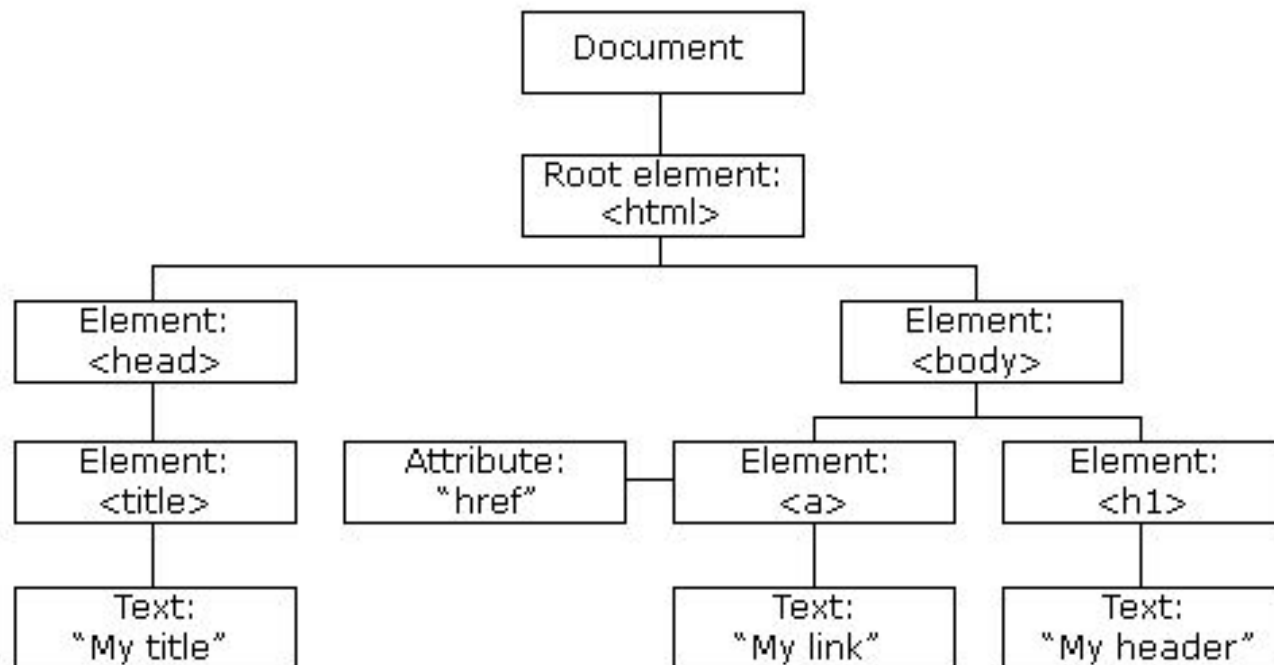 Document
Root element:
<html>
Element:
<head>
Element:
<body>
Element:
<title>
Attribute:
“href”
Element:
<a>
Element:
<h1>
Text:
“My title”
Text:
“My link”
Text:
“My header”